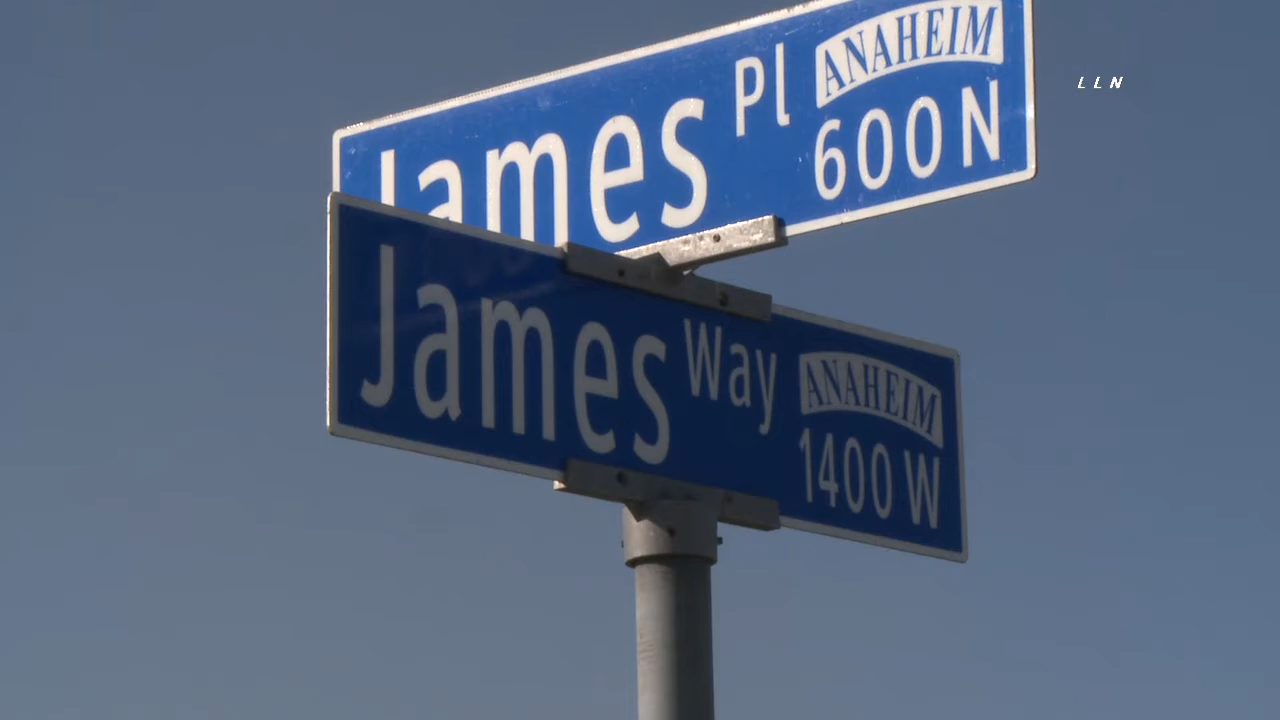 James Pl ANAHEIM
600 N
LLN
James Way ANAHEIM
1400 W